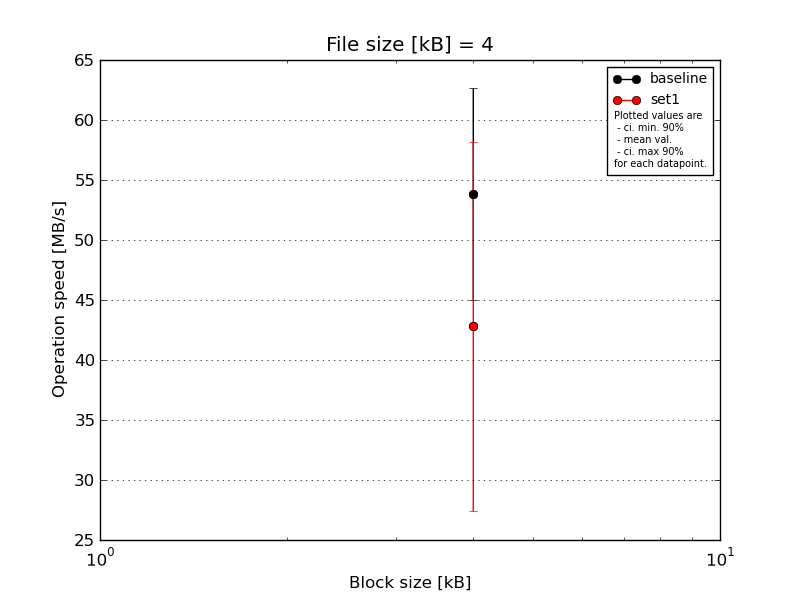 File size [kB] = 4
65
60
55
50
45
40
35
30
25
Operation speed [MB/s]
baseline
set1
Plotted values are
- ci. min. 90%
- mean val.
- ci. max 90%
for each datapoint.
10^0
10^1
Block size [kB]